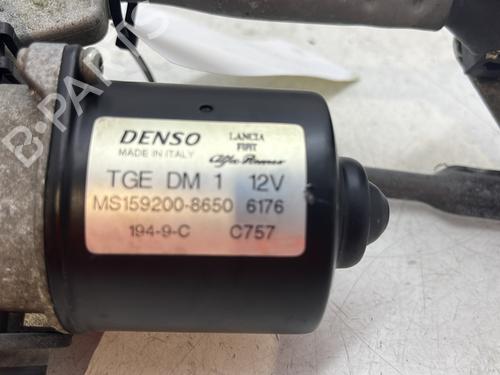 B-PARTS
DENSO
MADE IN ITALY
LANCIA
FIAT
Alfa Romeo
TGE DM 1 12V
MS159200-8650 6176
194-9-C C757